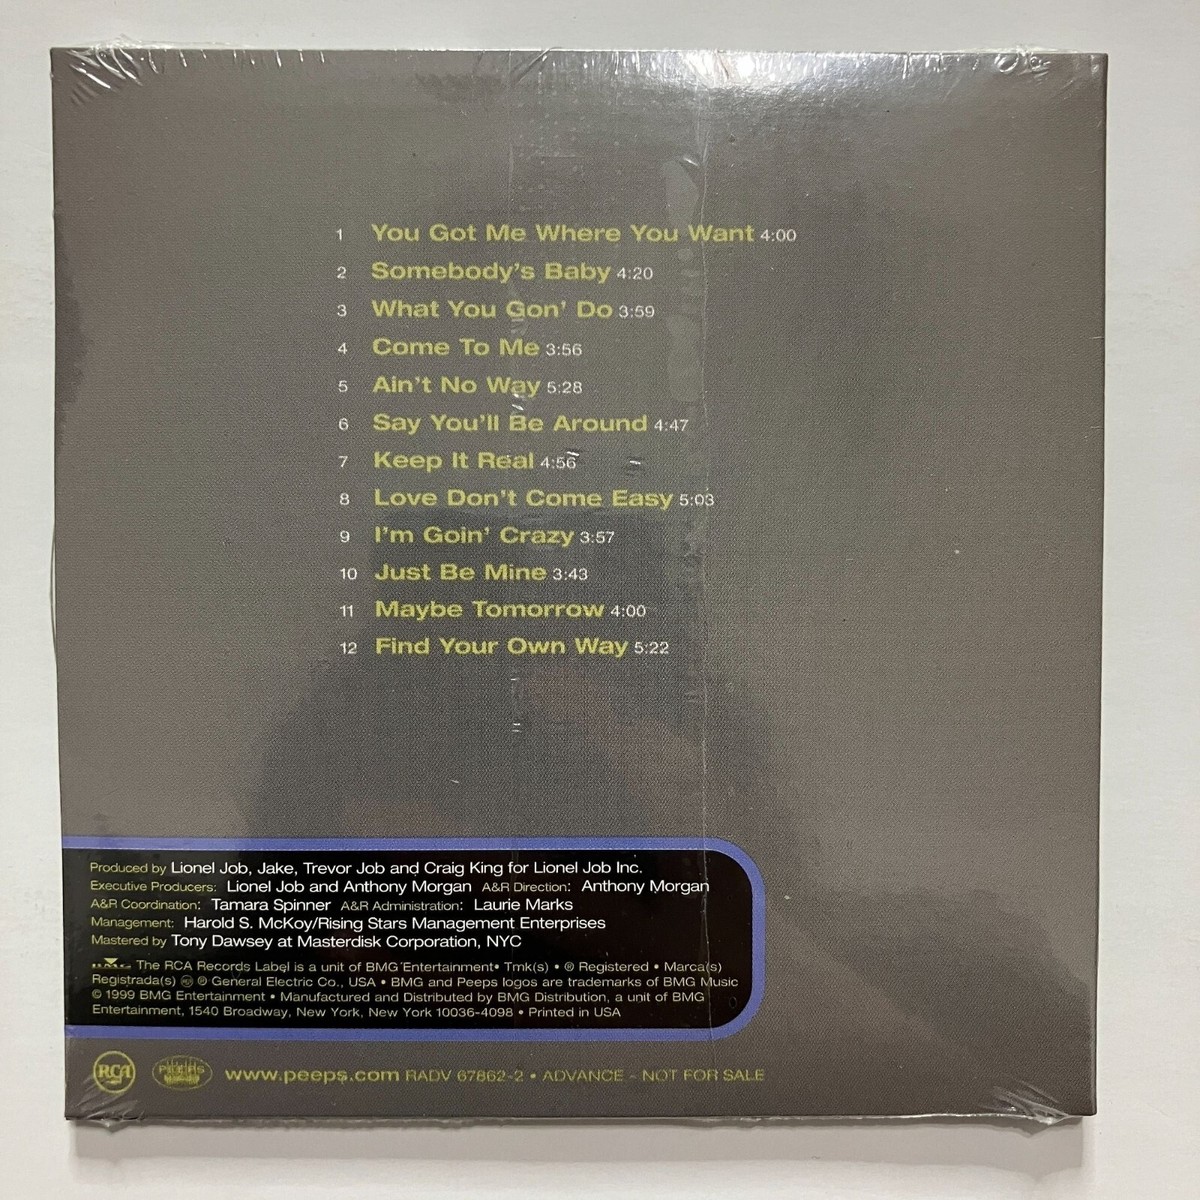 1 You Got Me Where You Want 4:00
2 Somebody's Baby 4:20
3 What You Gon' Do 3:59
4 Come To Me 3:56
5 Ain't No Way 5:28
6 Say You'll Be Around 4:47
7 Keep It Real 4:56
8 Love Don't Come Easy 5:03
9 I'm Goin' Crazy 3:57
10 Just Be Mine 3:43
11 Maybe Tomorrow 4:00
12 Find Your Own Way 5:22
Produced by Lionel Job, Jake, Trevor Job and Craig King for Lionel Job Inc.
Executive Producers: Lionel Job and Anthony Morgan A&R Direction: Anthony Morgan
A&R Coordination: Tamara Spinner A&R Administration: Laurie Marks
Management: Harold S. McKoy/Rising Stars Management Enterprises
Mastered by Tony Dawsey at Masterdisk Corporation, NYC
BMG The RCA Records Label is a unit of BMG Entertainment • Tmk(s) • ® Registered • Marca(s)
Registrada(s) ® General Electric Co., USA • BMG and Peeps logos are trademarks of BMG Music
© 1999 BMG Entertainment • Manufactured and Distributed by BMG Distribution, a unit of BMG
Entertainment, 1540 Broadway, New York, New York 10036-4098 • Printed in USA
RCA PEEPS www.peeps.com RADV 67862-2 • ADVANCE - NOT FOR SALE